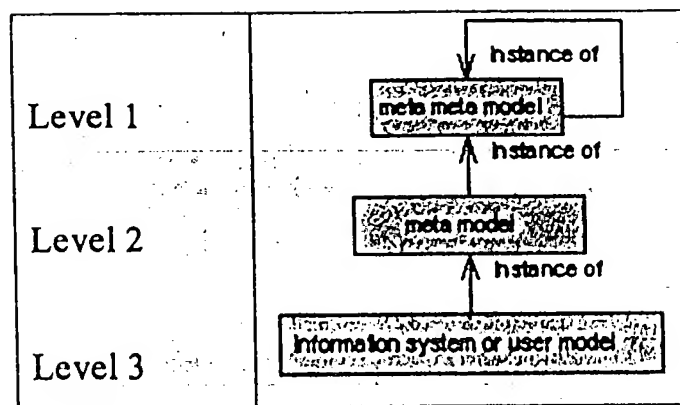 Instance of
Level 1
meta meta model
Instance of
Level 2
meta model
Instance of
Information system or user model
Level 3